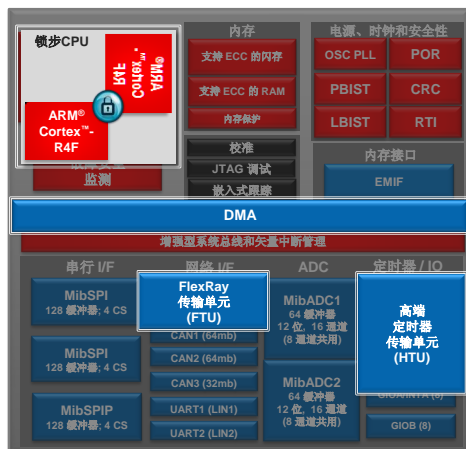 锁步CPU
ARM®
Cortex™-
R4F
ARM®
Cortex™-
R4F
监测
内存
支持 ECC 的闪存
支持 ECC 的 RAM
内存保护
校准
JTAG 调试
嵌入式跟踪
电源、时钟和安全性
OSC PLL
POR
PBIST
CRC
LBIST
RTI
内存接口
EMIF
DMA
增强型系统总线和矢量中断管理
串行 I/F
MibSPI
128 缓冲器; 4 CS
MibSPI
128 缓冲器; 4 CS
MibSPIP
128 缓冲器; 4 CS
网络 I/F
FlexRay
传输单元
(FTU)
CAN1 (64mb)
CAN2 (64mb)
CAN3 (32mb)
UART1 (LIN1)
UART2 (LIN2)
ADC
MibADC1
64 缓冲器
12 位, 16 通道
(8 通道共用)
MibADC2
64 缓冲器
12 位, 16 通道
(8 通道共用)
定时器 / IO
高端
定时器
传输单元
(HTU)
GIOB (8)